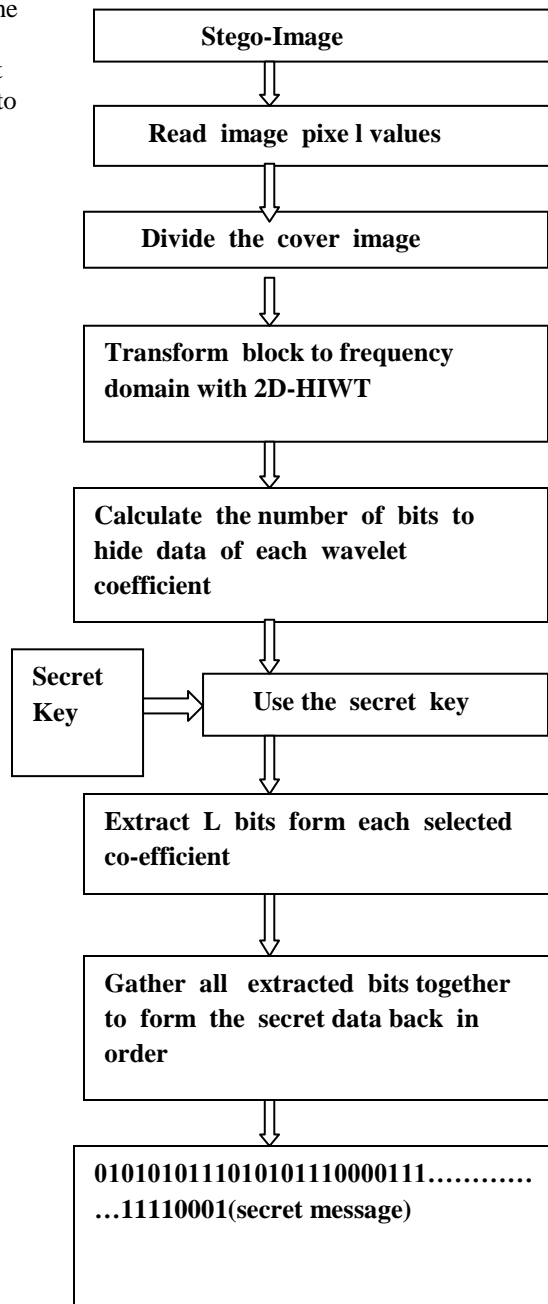 ne
t
to
Stego-Image
Read image pixe l values
Divide the cover image
Transform block to frequency
domain with 2D-HIWT
Calculate the number of bits to
hide data of each wavelet
coefficient
Secret
Key
Use the secret key
Extract L bits form each selected
co-efficient
Gather all extracted bits together
to form the secret data back in
order
0101010111010101110000111…………
…11110001(secret message)